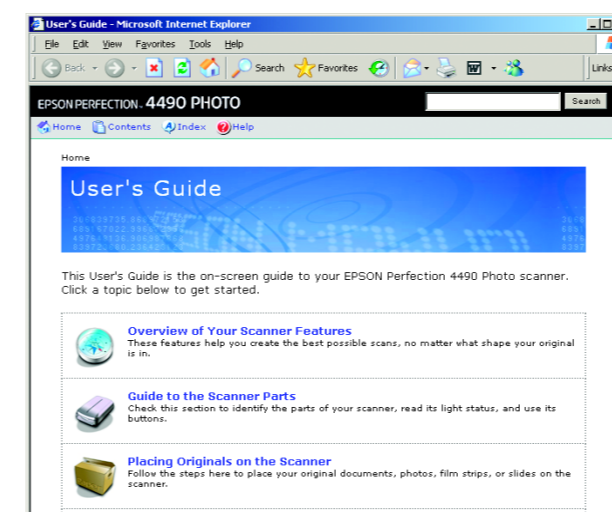 User's Guide - Microsoft Internet Explorer
File Edit View Favorites Tools Help
Back Search Favorites Links
EPSON PERFECTION™ 4490 PHOTO Search
Home Contents Index Help
Home
User's Guide
This User's Guide is the on-screen guide to your EPSON Perfection 4490 Photo scanner.
Click a topic below to get started.
Overview of Your Scanner Features
These features help you create the best possible scans, no matter what shape your original
is in.
Guide to the Scanner Parts
Check this section to identify the parts of your scanner, read its light status, and use its
buttons.
Placing Originals on the Scanner
Follow the steps here to place your original documents, photos, film strips, or slides on the
scanner.